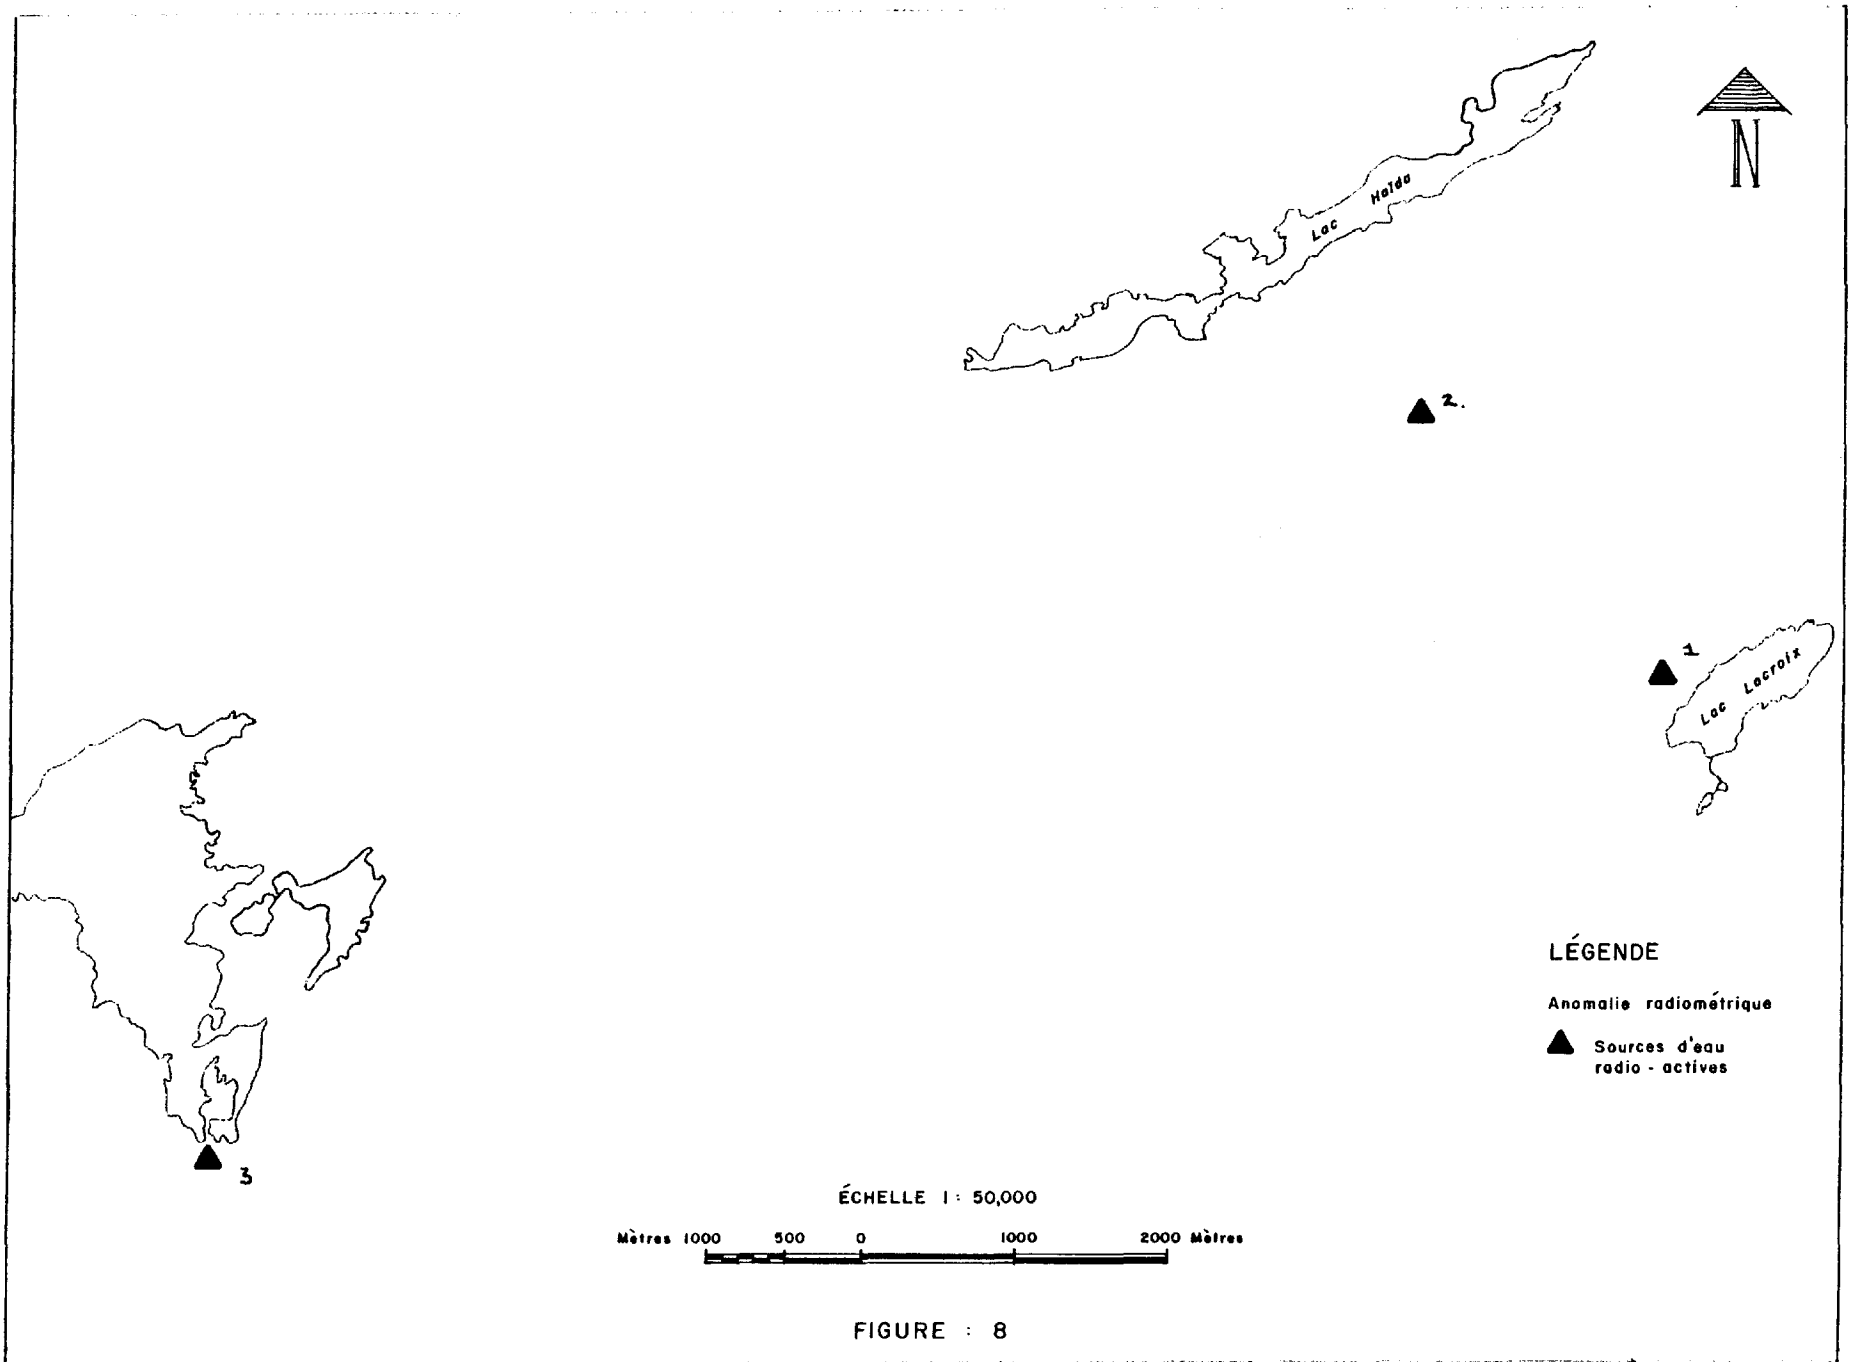 N
Lac Haïda
2.
1
Lac Lacroix
LÉGENDE
Anomalie radiométrique
Sources d'eau
radio - actives
3
ÉCHELLE 1 : 50,000
Mètres 1000 500 0 1000 2000 Mètres
FIGURE : 8